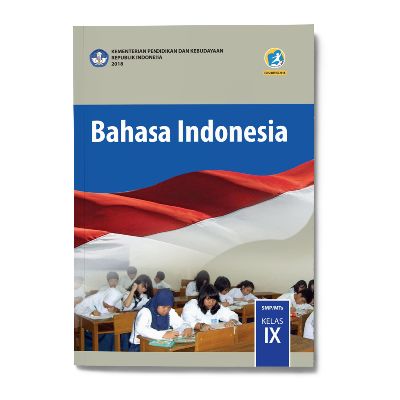 KEMENTERIAN PENDIDIKAN DAN KEBUDAYAAN
REPUBLIK INDONESIA
2018
Bahasa Indonesia
SMP/MTs
KELAS
IX